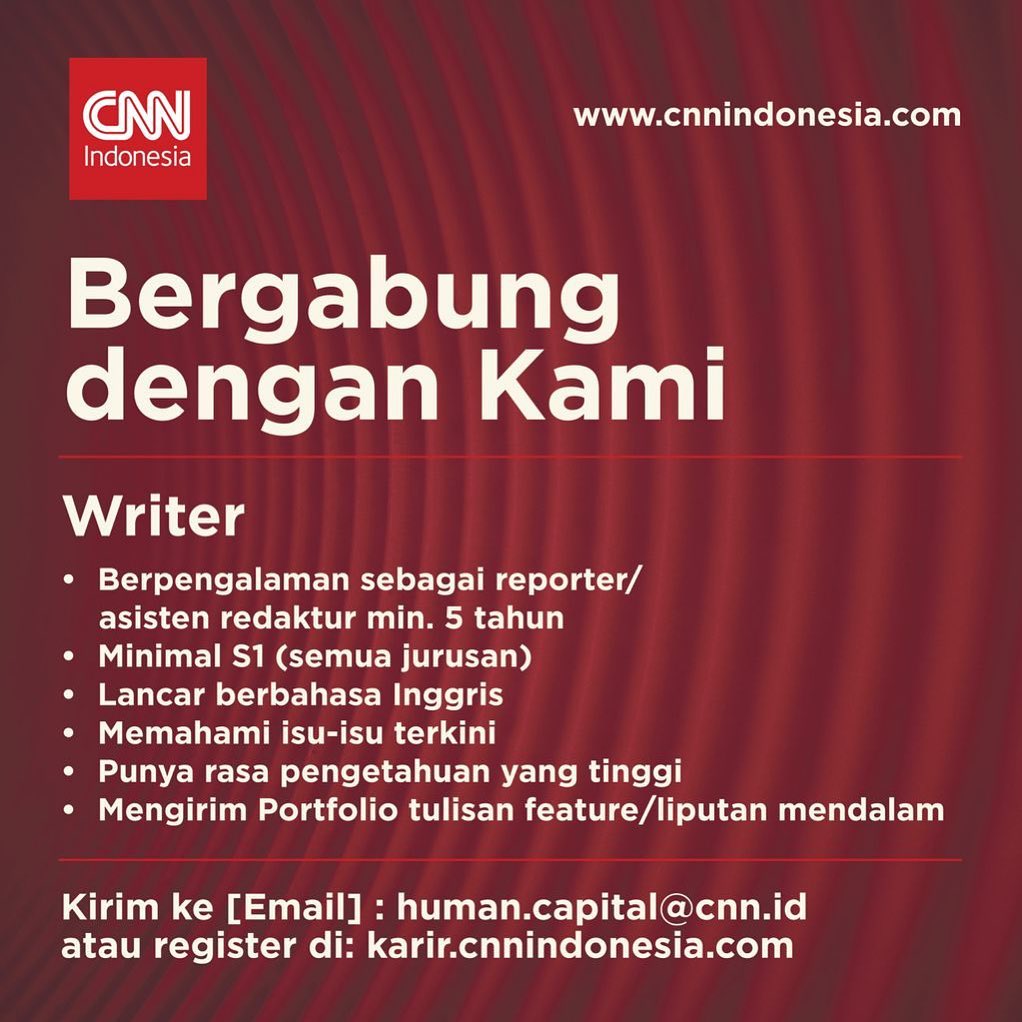 CNN
Indonesia
www.cnnindonesia.com
Bergabung
dengan Kami
Writer
• Berpengalaman sebagai reporter/
asisten redaktur min. 5 tahun
• Minimal S1 (semua jurusan)
• Lancar berbahasa Inggris
• Memahami isu-isu terkini
• Punya rasa pengetahuan yang tinggi
• Mengirim Portfolio tulisan feature/liputan mendalam
Kirim ke [Email] : human.capital@cnn.id
atau register di: karir.cnnindonesia.com